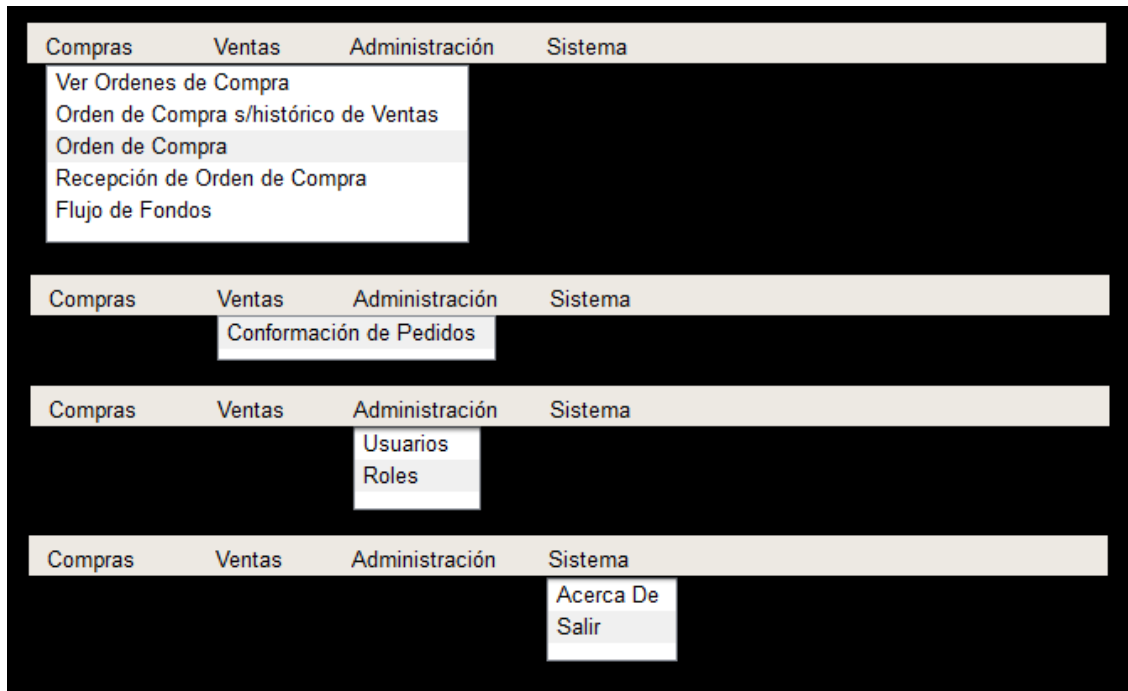 Compras Ventas Administración Sistema
Ver Ordenes de Compra
Orden de Compra s/histórico de Ventas
Orden de Compra
Recepción de Orden de Compra
Flujo de Fondos
Compras Ventas Administración Sistema
Conformación de Pedidos
Compras Ventas Administración Sistema
Usuarios
Roles
Compras Ventas Administración Sistema
Acerca De
Salir